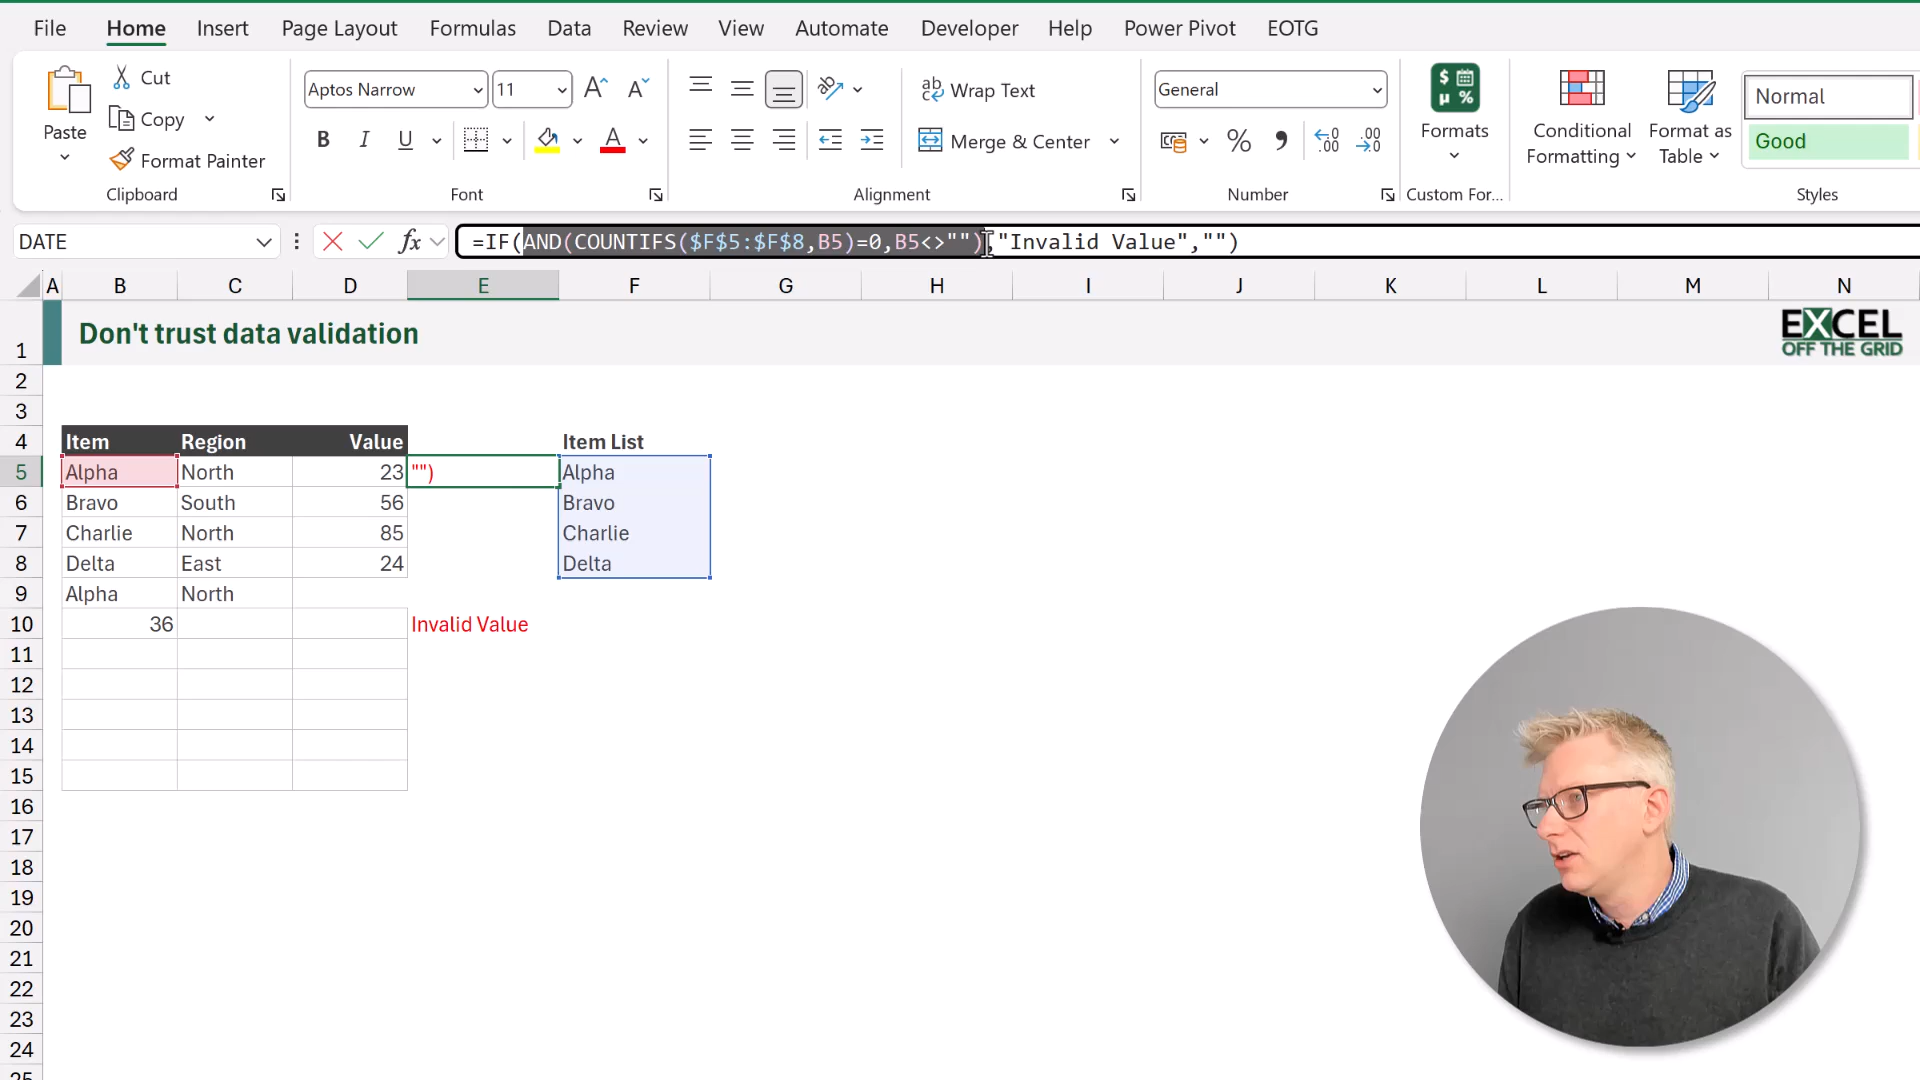 File Home Insert Page Layout Formulas Data Review View Automate Developer Help Power Pivot EOTG
Paste
Cut
Copy
Format Painter
Clipboard
Aptos Narrow 11
B I U A
Font
Wrap Text
Merge & Center
Alignment
General
% , .00
Number
Formats
Custom For...
Conditional Formatting
Format as Table
Normal
Good
Styles
DATE fx =IF(AND(COUNTIFS($F$5:$F$8,B5)=0,B5<>""),"Invalid Value","")
A B C D E F G H I J K L M N
1 Don't trust data validation EXCEL OFF THE GRID
2
3
4 Item Region Value Item List
5 Alpha North 23 "") Alpha
6 Bravo South 56 Bravo
7 Charlie North 85 Charlie
8 Delta East 24 Delta
9 Alpha North
10 36 Invalid Value
11
12
13
14
15
16
17
18
19
20
21
22
23
24
25